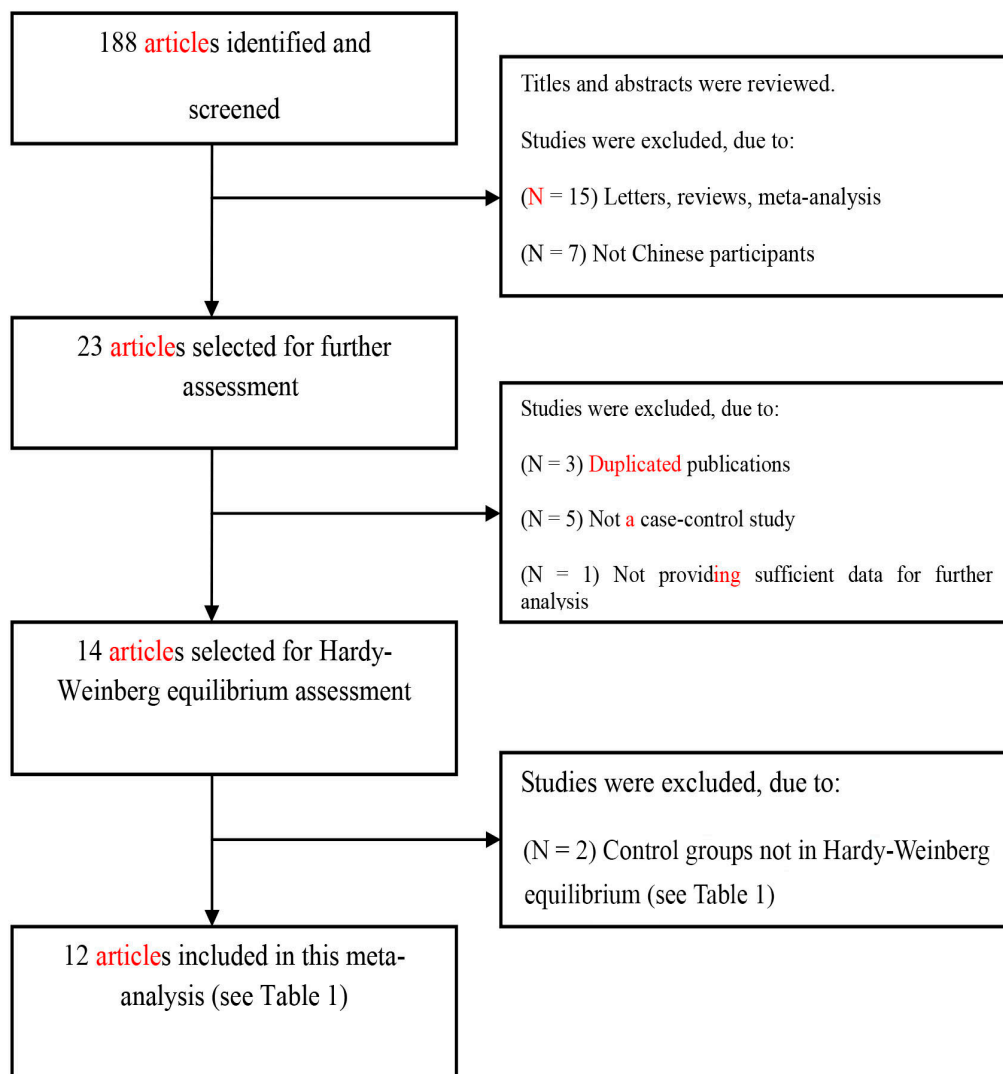 188 articles identified and
screened
Titles and abstracts were reviewed.
Studies were excluded, due to:
(N = 15) Letters, reviews, meta-analysis
(N = 7) Not Chinese participants
23 articles selected for further
assessment
Studies were excluded, due to:
(N = 3) Duplicated publications
(N = 5) Not a case-control study
(N = 1) Not providing sufficient data for further
analysis
14 articles selected for Hardy-
Weinberg equilibrium assessment
Studies were excluded, due to:
(N = 2) Control groups not in Hardy-Weinberg
equilibrium (see Table 1)
12 articles included in this meta-
analysis (see Table 1)